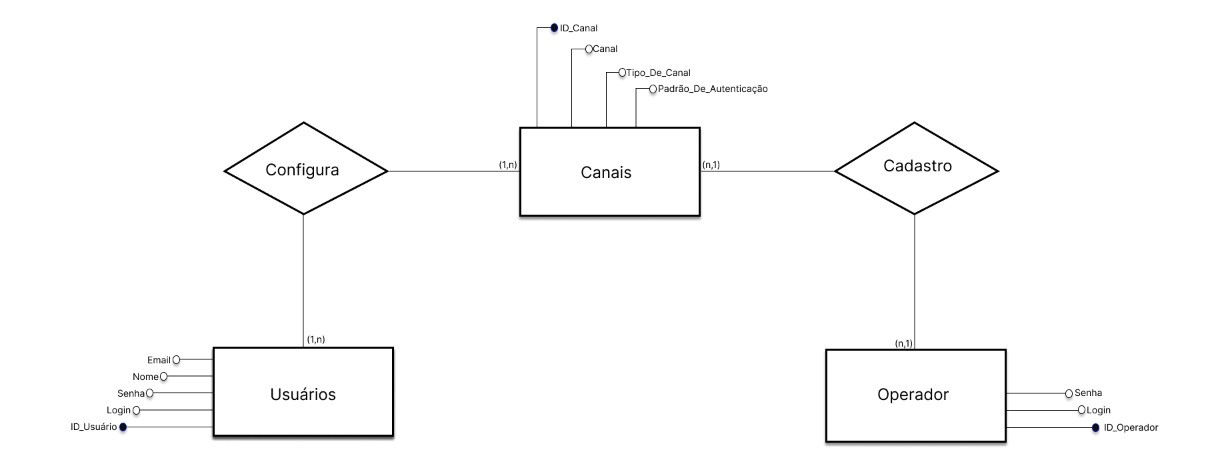 ID_Canal
Canal
Tipo_De_Canal
Padrão_De_Autenticação
Configura
(1,n)
Canais
(n,1)
Cadastro
(1,n)
(n,1)
Email
Nome
Senha
Login
ID_Usuário
Usuários
Operador
Senha
Login
ID_Operador